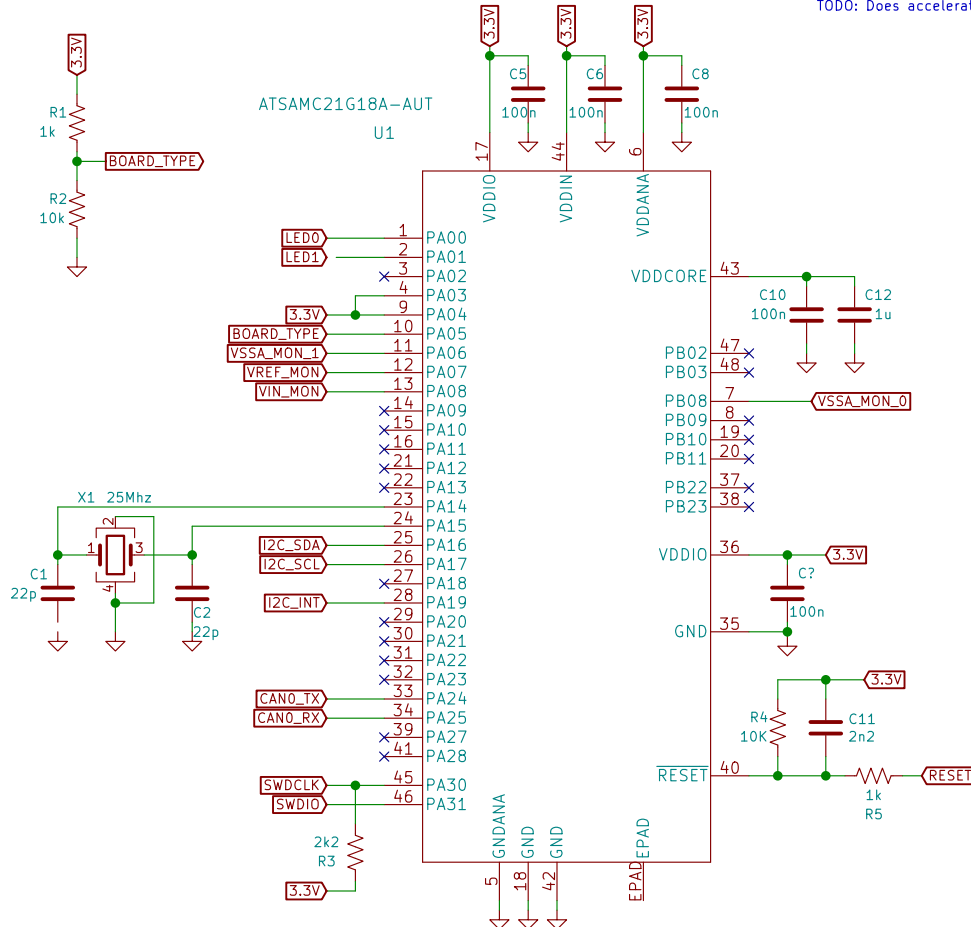 TODO: Does accelerat
3.3V
3.3V
3.3V
3.3V
C5
100n
C6
100n
C8
100n
R1
1k
BOARD_TYPE
R2
10k
ATSAMC21G18A-AUT
U1
17
VDDIO
44
VDDIN
6
VDDANA
LED0
1
PA00
LED1
2
PA01
3
PA02
4
PA03
3.3V
9
PA04
BOARD_TYPE
10
PA05
VSSA_MON_1
11
PA06
VREF_MON
12
PA07
VIN_MON
13
PA08
14
PA09
15
PA10
16
PA11
21
PA12
22
PA13
23
PA14
24
PA15
I2C_SDA
25
PA16
I2C_SCL
26
PA17
27
PA18
I2C_INT
28
PA19
29
PA20
30
PA21
31
PA22
32
PA23
CAN0_TX
33
PA24
CAN0_RX
34
PA25
39
PA27
41
PA28
SWDCLK
45
PA30
SWDIO
46
PA31
2k2
R3
3.3V
X1 25Mhz
1
2
3
4
C1
22p
C2
22p
VDDCORE
43
C10
100n
C12
1u
PB02
47
PB03
48
PB08
7
VSSA_MON_0
PB09
8
PB10
19
PB11
20
PB22
37
PB23
38
VDDIO
36
3.3V
C?
100n
GND
35
3.3V
R4
10K
C11
2n2
RESET
40
1k
R5
RESET
GNDANA
5
GND
18
GND
42
EPAD
EPAD